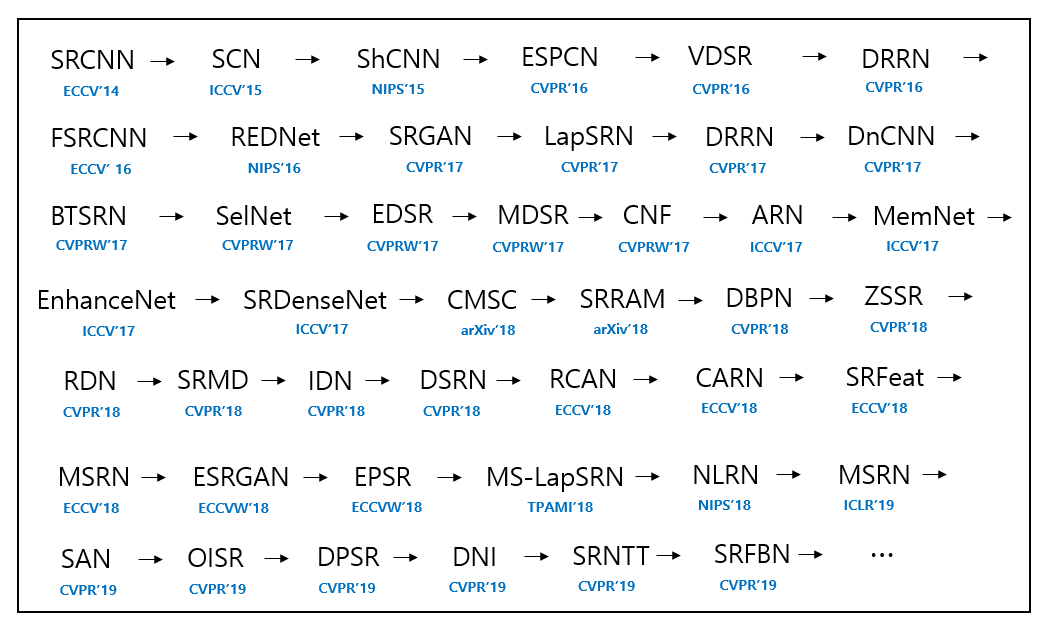 SRCNN → SCN → ShCNN → ESPCN → VDSR → DRRN →
ECCV'14 ICCV'15 NIPS'15 CVPR'16 CVPR'16 CVPR'16
FSRCNN → REDNet → SRGAN → LapSRN → DRRN → DnCNN →
ECCV' 16 NIPS'16 CVPR'17 CVPR'17 CVPR'17 CVPR'17
BTSRN → SelNet → EDSR → MDSR → CNF → ARN → MemNet →
CVPRW'17 CVPRW'17 CVPRW'17 CVPRW'17 CVPRW'17 ICCV'17 ICCV'17
EnhanceNet → SRDenseNet → CMSC → SRRAM → DBPN → ZSSR →
ICCV'17 ICCV'17 arXiv'18 arXiv'18 CVPR'18 CVPR'18
RDN → SRMD → IDN → DSRN → RCAN → CARN → SRFeat →
CVPR'18 CVPR'18 CVPR'18 CVPR'18 ECCV'18 ECCV'18 ECCV'18
MSRN → ESRGAN → EPSR → MS-LapSRN → NLRN → MSRN →
ECCV'18 ECCVW'18 ECCVW'18 TPAMI'18 NIPS'18 ICLR'19
SAN → OISR → DPSR → DNI → SRNTT → SRFBN → ...
CVPR'19 CVPR'19 CVPR'19 CVPR'19 CVPR'19 CVPR'19